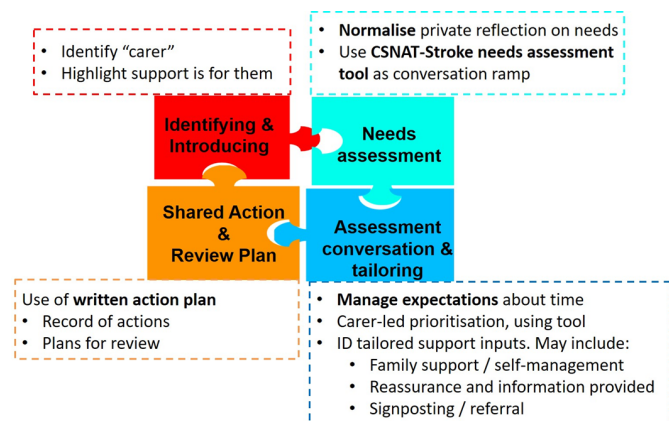 • Identify “carer”
• Highlight support is for them
• Normalise private reflection on needs
• Use CSNAT-Stroke needs assessment
tool as conversation ramp
Identifying &
Introducing
Needs
assessment
Shared Action
&
Review Plan
Assessment
conversation &
tailoring
Use of written action plan
• Record of actions
• Plans for review
• Manage expectations about time
• Carer-led prioritisation, using tool
• ID tailored support inputs. May include:
• Family support / self-management
• Reassurance and information provided
• Signposting / referral